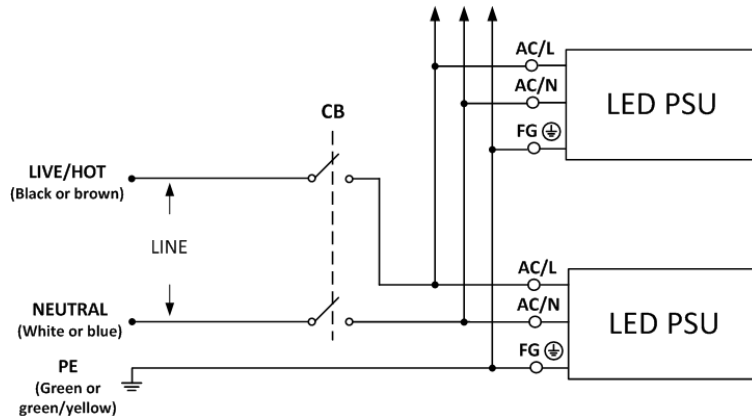 AC/L
AC/N
LED PSU
FG
CB
LIVE/HOT
(Black or brown)
LINE
AC/L
NEUTRAL
(White or blue)
AC/N
LED PSU
PE
FG
(Green or
green/yellow)